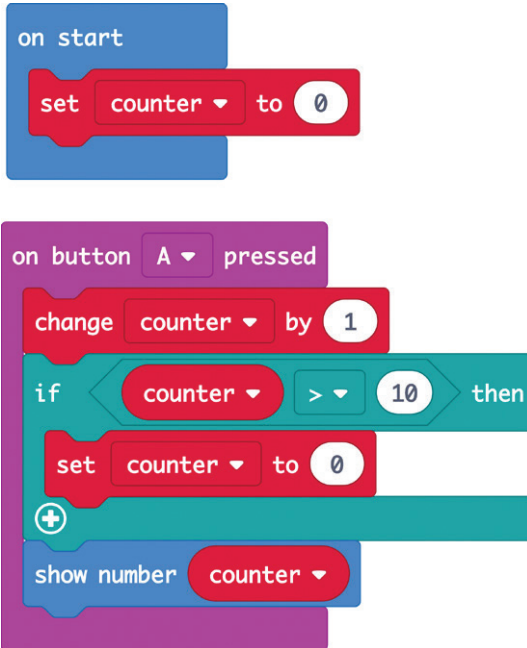 on start
set counter to 0
on button A pressed
change counter by 1
if counter > 10 then
set counter to 0
show number counter